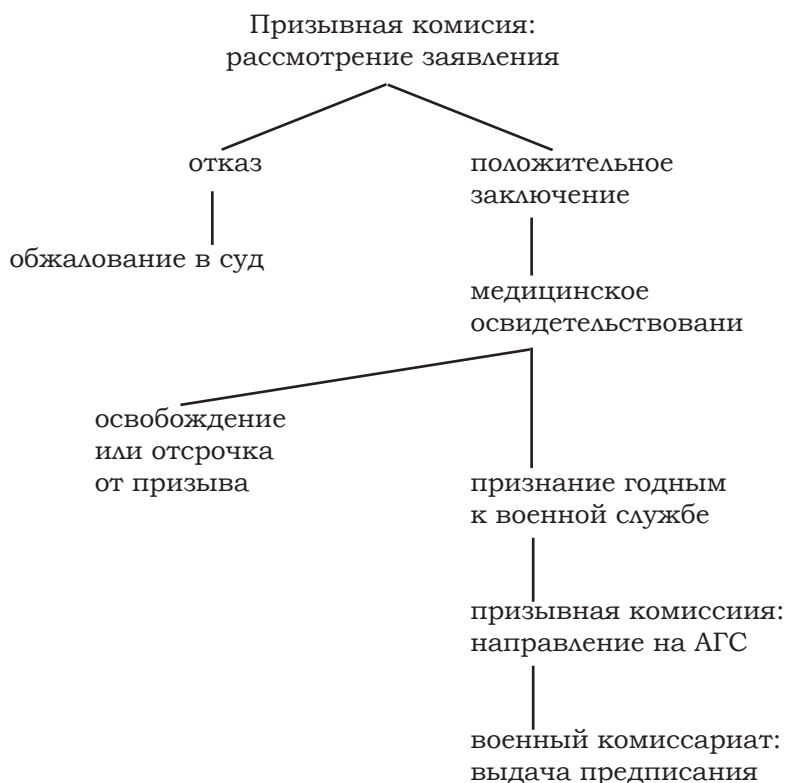 Призывная комисия:
рассмотрение заявления
отказ
положительное
заключение
обжалование в суд
медицинское
освидетельствовани
освобождение
или отсрочка
от призыва
признание годным
к военной службе
призывная комиссиия:
направление на АГС
военный комиссариат:
выдача предписания